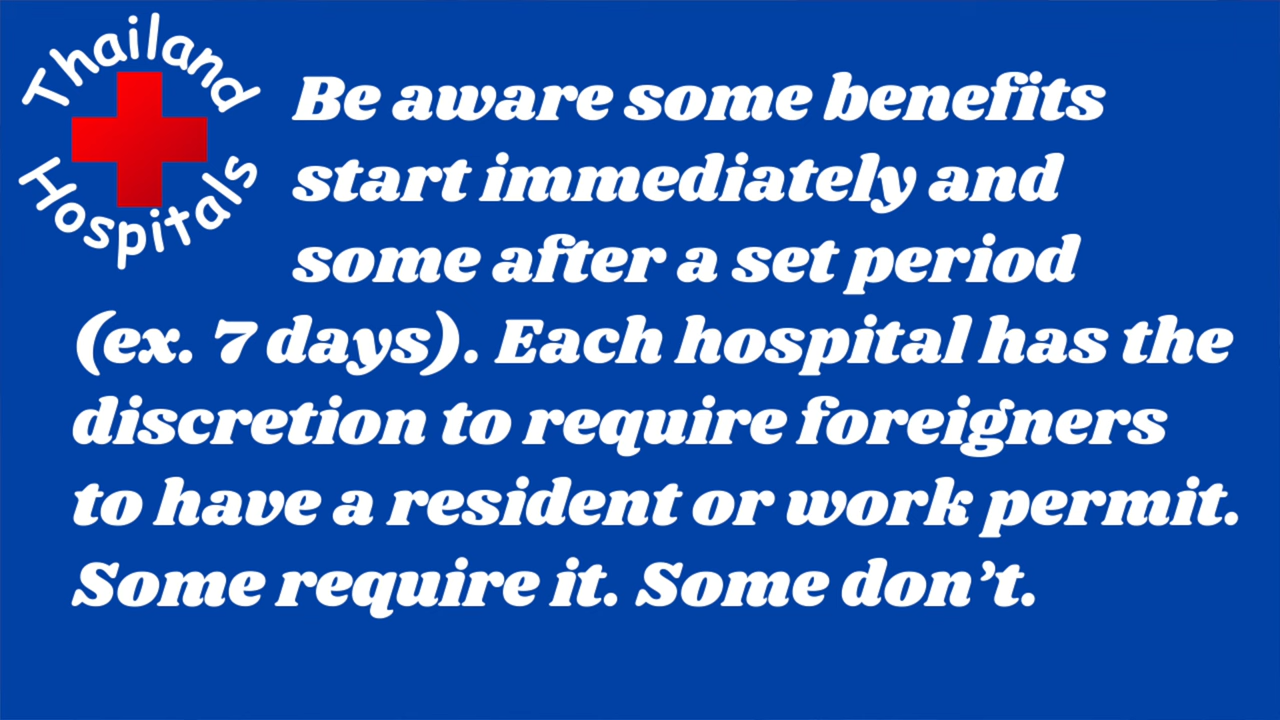 Thailand
Hospitals
Be aware some benefits
start immediately and
some after a set period
(ex. 7 days). Each hospital has the
discretion to require foreigners
to have a resident or work permit.
Some require it. Some don’t.